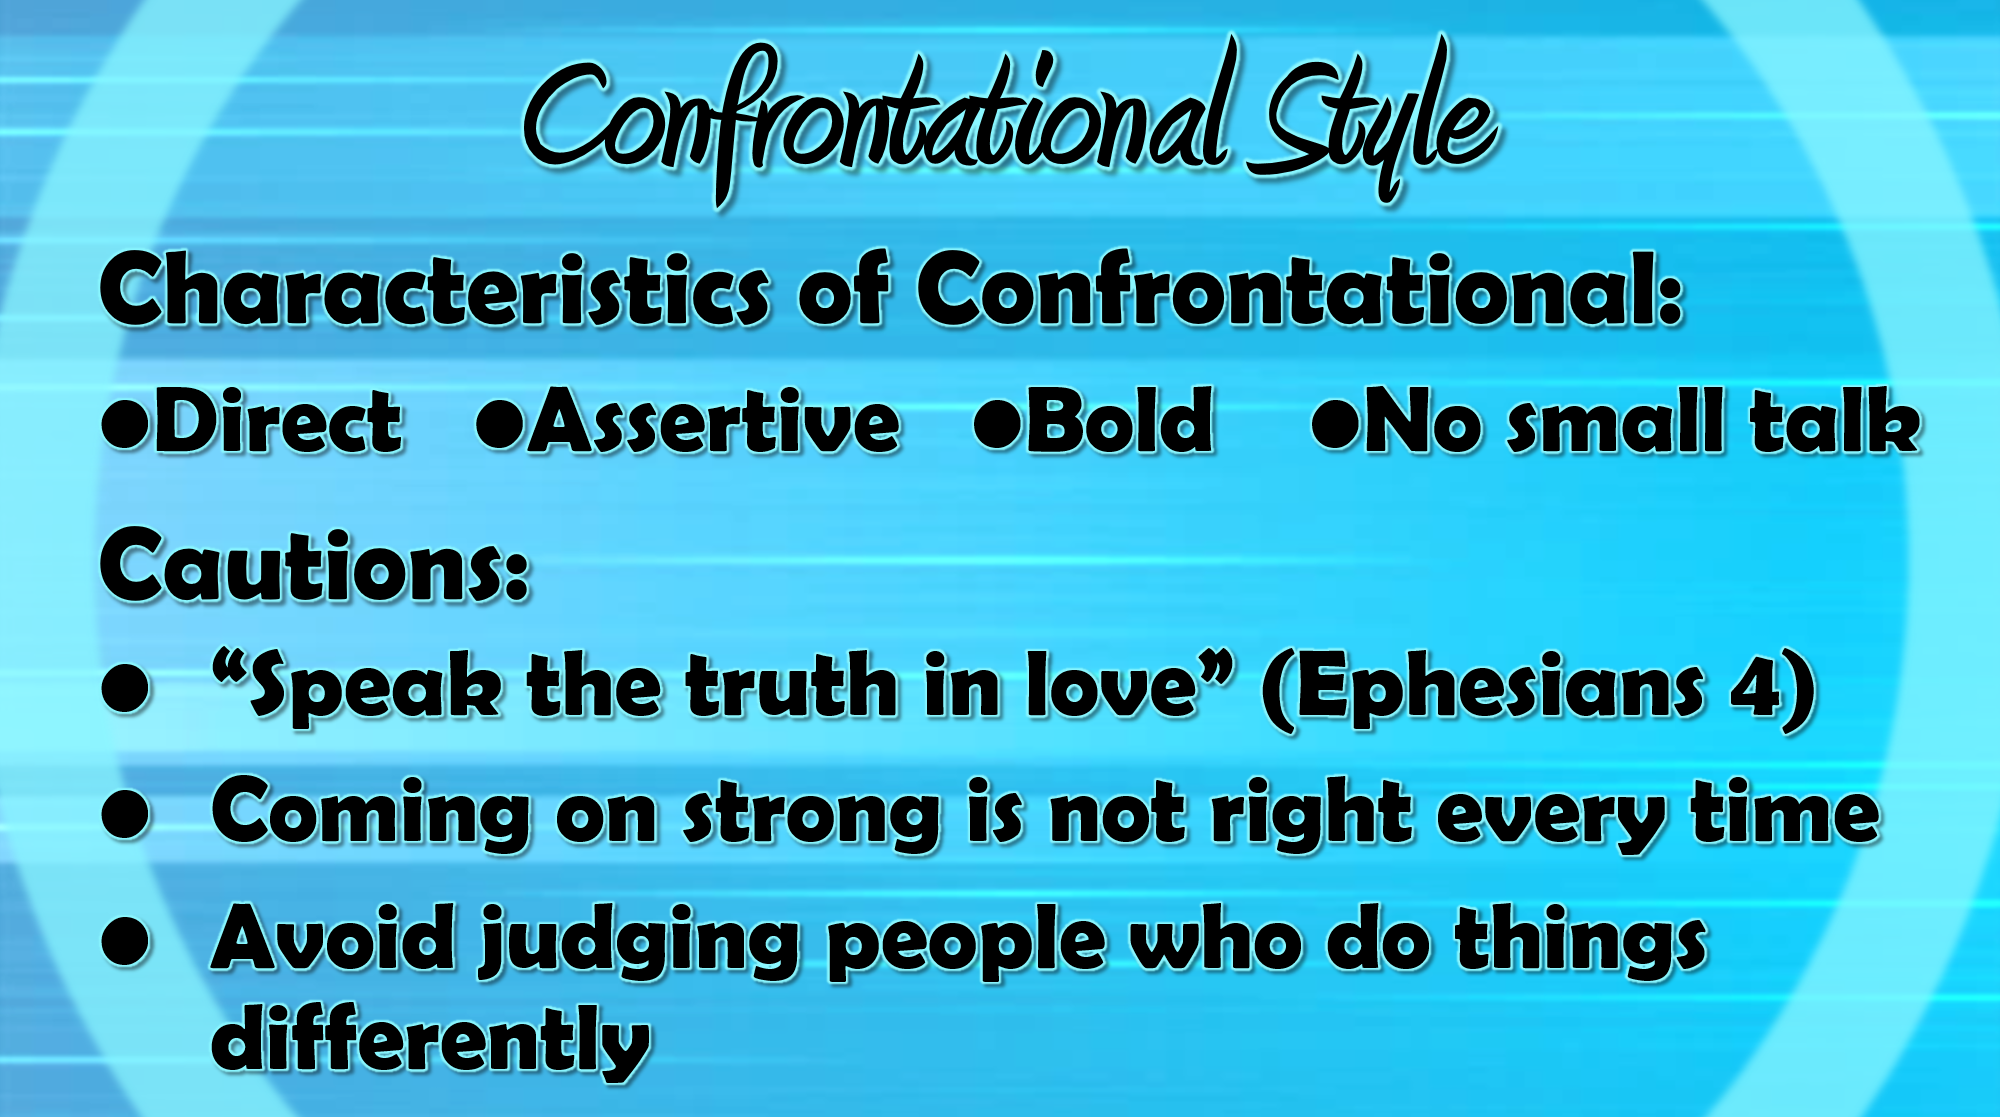 Confrontational Style
Characteristics of Confrontational:
●Direct ●Assertive ●Bold ●No small talk
Cautions:
● “Speak the truth in love” (Ephesians 4)
● Coming on strong is not right every time
● Avoid judging people who do things
differently